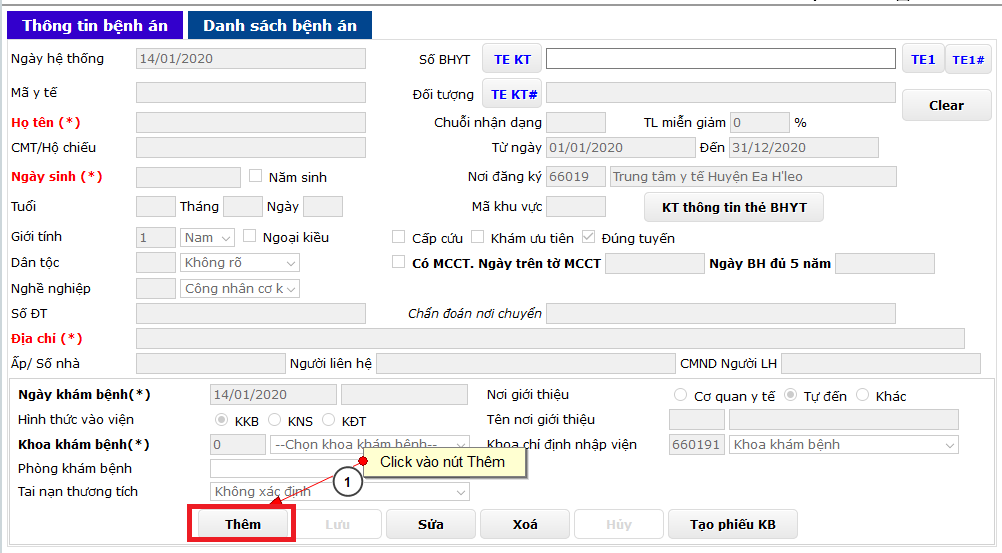 Thông tin bệnh án Danh sách bệnh án
Ngày hệ thống 14/01/2020 Số BHYT TE KT TE1 TE1#
Mã y tế Đối tượng TE KT# Clear
Họ tên (*) Chuỗi nhận dạng TL miễn giảm 0 %
CMT/Hộ chiếu Từ ngày 01/01/2020 Đến 31/12/2020
Ngày sinh (*) Năm sinh Nơi đăng ký 66019 Trung tâm y tế Huyện Ea H'leo
Tuổi Tháng Ngày Mã khu vực KT thông tin thẻ BHYT
Giới tính 1 Nam Ngoại kiều Cấp cứu Khám ưu tiên Đúng tuyến
Dân tộc Không rõ Có MCCT. Ngày trên tờ MCCT Ngày BH đủ 5 năm
Nghề nghiệp Công nhân cơ k
Số ĐT Chẩn đoán nơi chuyển
Địa chỉ (*)
Ấp/ Số nhà Người liên hệ CMND Người LH
Ngày khám bệnh(*) 14/01/2020 Nơi giới thiệu Cơ quan y tế Tự đến Khác
Hình thức vào viện KKB KNS KĐT Tên nơi giới thiệu
Khoa khám bệnh(*) 0 --Chọn khoa khám bệnh-- Khoa chỉ định nhập viện 660191 Khoa khám bệnh
Phòng khám bệnh Click vào nút Thêm
Tai nạn thương tích Không xác định 1
Thêm Lưu Sửa Xoá Hủy Tạo phiếu KB